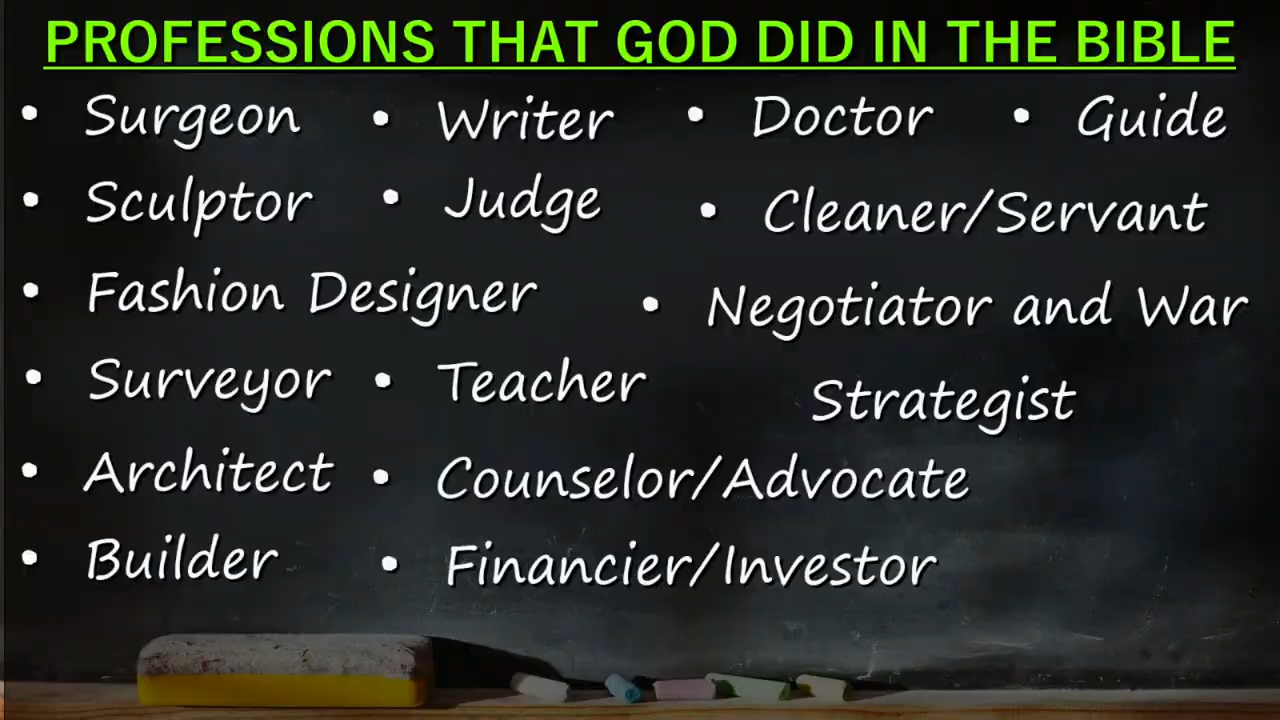 PROFESSIONS THAT GOD DID IN THE BIBLE
• Surgeon • Writer • Doctor • Guide
• Sculptor • Judge • Cleaner/Servant
• Fashion Designer • Negotiator and War
• Surveyor • Teacher Strategist
• Architect • Counselor/Advocate
• Builder • Financier/Investor